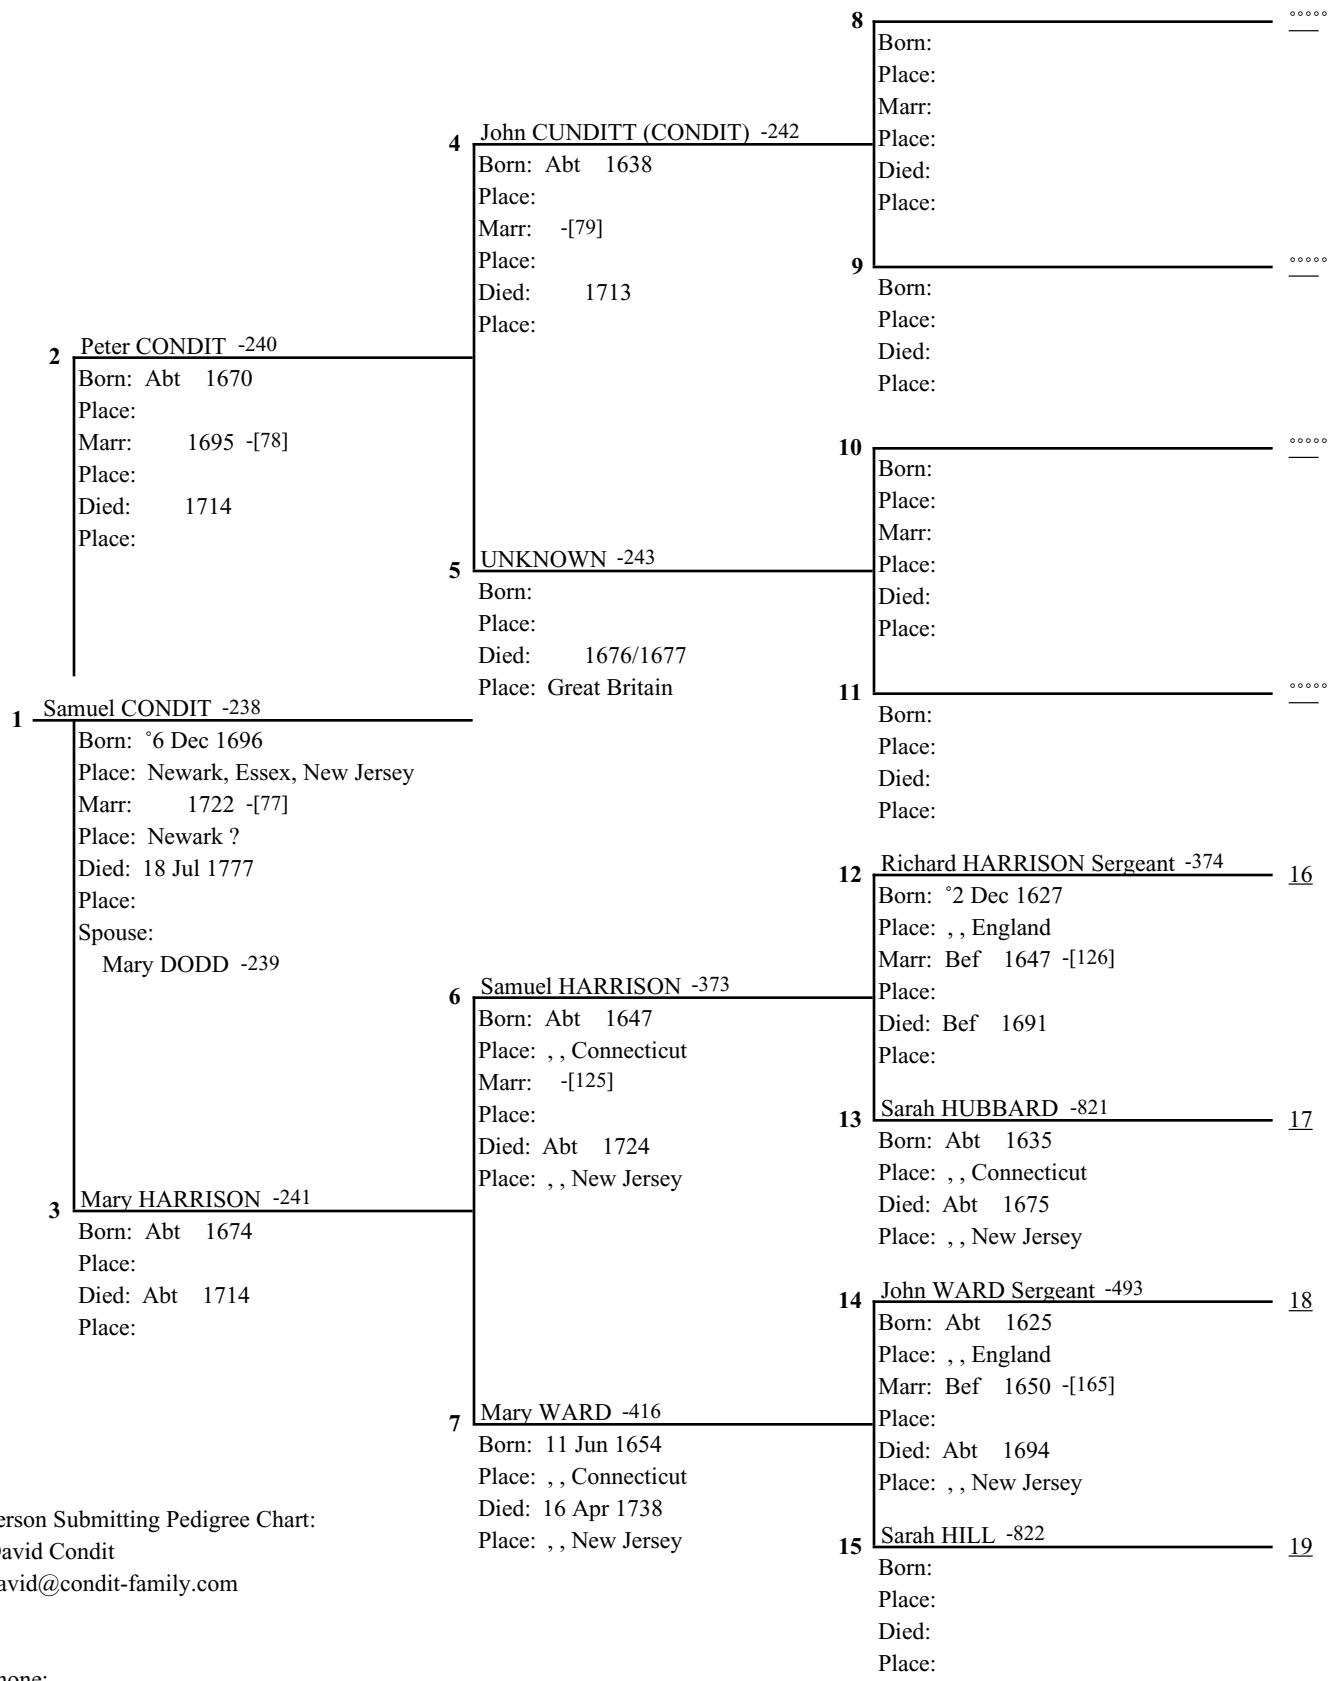 8
°°°°°
Born:
Place:
Marr:
Place:
Died:
Place:
9
°°°°°
Born:
Place:
Died:
Place:
4 John CUNDITT (CONDIT) -242
Born: Abt 1638
Place:
Marr: -[79]
Place:
Died: 1713
Place:
2 Peter CONDIT -240
Born: Abt 1670
Place:
Marr: 1695 -[78]
Place:
Died: 1714
Place:
10
°°°°°
Born:
Place:
Marr:
Place:
Died:
Place:
5 UNKNOWN -243
Born:
Place:
Died: 1676/1677
Place: Great Britain
11
°°°°°
Born:
Place:
Died:
Place:
1 Samuel CONDIT -238
Born: °6 Dec 1696
Place: Newark, Essex, New Jersey
Marr: 1722 -[77]
Place: Newark ?
Died: 18 Jul 1777
Place:
Spouse:
Mary DODD -239
12 Richard HARRISON Sergeant -374 16
Born: °2 Dec 1627
Place: , , England
Marr: Bef 1647 -[126]
Place:
Died: Bef 1691
Place:
6 Samuel HARRISON -373
Born: Abt 1647
Place: , , Connecticut
Marr: -[125]
Place:
Died: Abt 1724
Place: , , New Jersey
13 Sarah HUBBARD -821 17
Born: Abt 1635
Place: , , Connecticut
Died: Abt 1675
Place: , , New Jersey
3 Mary HARRISON -241
Born: Abt 1674
Place:
Died: Abt 1714
Place:
14 John WARD Sergeant -493 18
Born: Abt 1625
Place: , , England
Marr: Bef 1650 -[165]
Place:
Died: Abt 1694
Place: , , New Jersey
7 Mary WARD -416
Born: 11 Jun 1654
Place: , , Connecticut
Died: 16 Apr 1738
Place: , , New Jersey
15 Sarah HILL -822 19
Born:
Place:
Died:
Place:
erson Submitting Pedigree Chart:
avid Condit
avid@condit-family.com